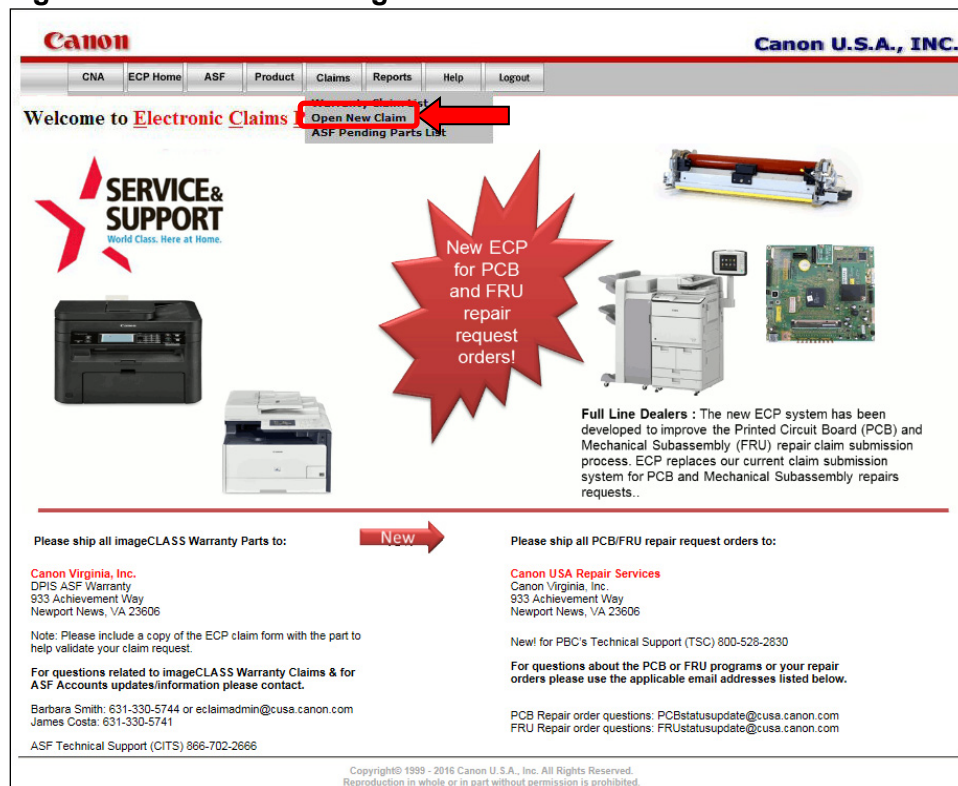 Canon
Canon U.S.A., INC.
CNA ECP Home ASF Product Claims Reports Help Logout
Warranty Claim List
Open New Claim
ASF Pending Parts List
Welcome to Electronic Claims
SERVICE&
SUPPORT
World Class. Here at Home.
New ECP
for PCB
and FRU
repair
request
orders!
Full Line Dealers : The new ECP system has been
developed to improve the Printed Circuit Board (PCB) and
Mechanical Subassembly (FRU) repair claim submission
process. ECP replaces our current claim submission
system for PCB and Mechanical Subassembly repairs
requests..
Please ship all imageCLASS Warranty Parts to:
Canon Virginia, Inc.
DPIS ASF Warranty
933 Achievement Way
Newport News, VA 23606
Note: Please include a copy of the ECP claim form with the part to
help validate your claim request.
For questions related to imageCLASS Warranty Claims & for
ASF Accounts updates/information please contact.
Barbara Smith: 631-330-5744 or eclaimadmin@cusa.canon.com
James Costa: 631-330-5741
ASF Technical Support (CITS) 866-702-2666
New
Please ship all PCB/FRU repair request orders to:
Canon USA Repair Services
Canon Virginia, Inc.
933 Achievement Way
Newport News, VA 23606
New! for PBC's Technical Support (TSC) 800-528-2830
For questions about the PCB or FRU programs or your repair
orders please use the applicable email addresses listed below.
PCB Repair order questions: PCBstatusupdate@cusa.canon.com
FRU Repair order questions: FRUstatusupdate@cusa.canon.com
Copyright© 1999 - 2016 Canon U.S.A., Inc. All Rights Reserved.
Reproduction in whole or in part without permission is prohibited.